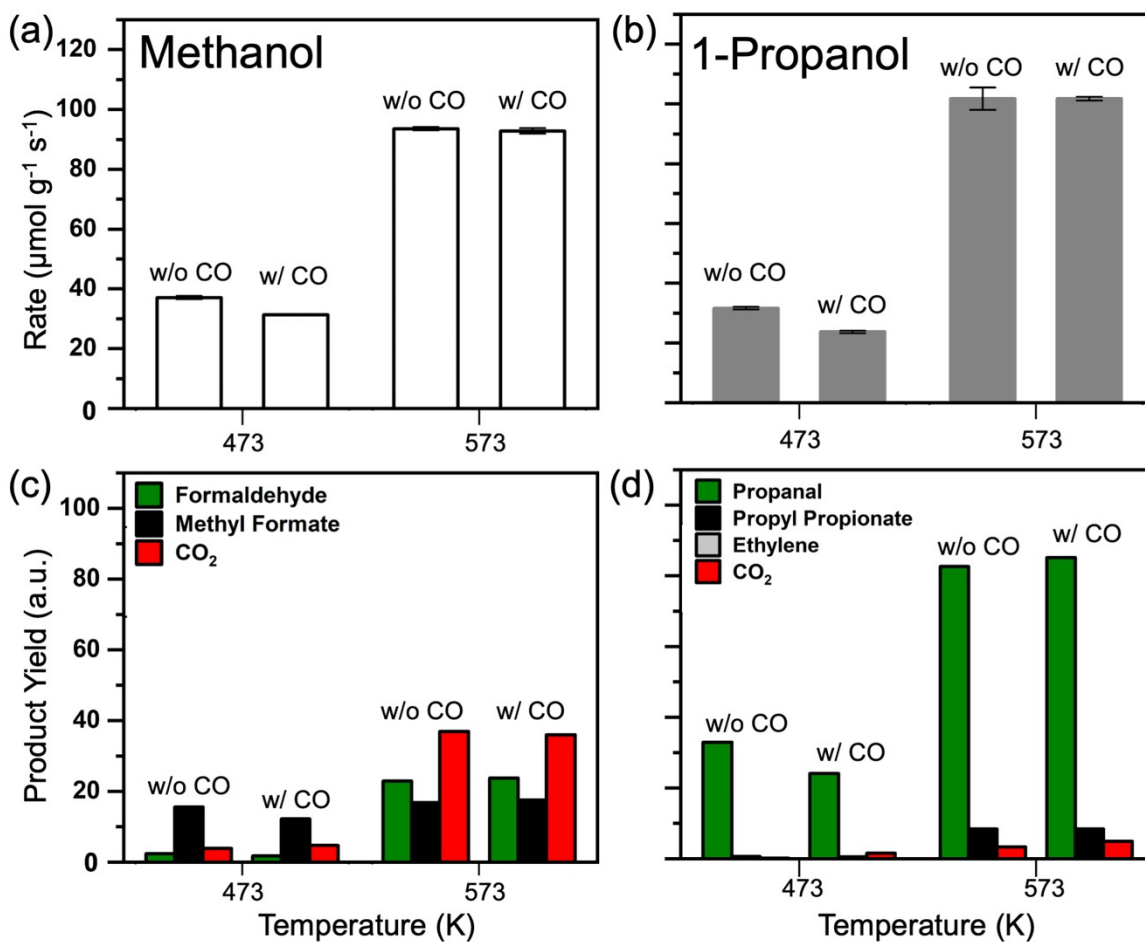 (a)
Methanol
120
100
80
60
40
20
0
Rate (µmol g⁻¹ s⁻¹)
w/o CO
w/ CO
w/o CO
w/ CO
473
573
(b)
1-Propanol
w/o CO
w/ CO
w/o CO
w/ CO
473
573
(c)
Formaldehyde
Methyl Formate
CO₂
100
80
60
40
20
0
Product Yield (a.u.)
w/o CO
w/ CO
w/o CO
w/ CO
473
573
Temperature (K)
(d)
Propanal
Propyl Propionate
Ethylene
CO₂
w/o CO
w/ CO
w/o CO
w/ CO
473
573
Temperature (K)